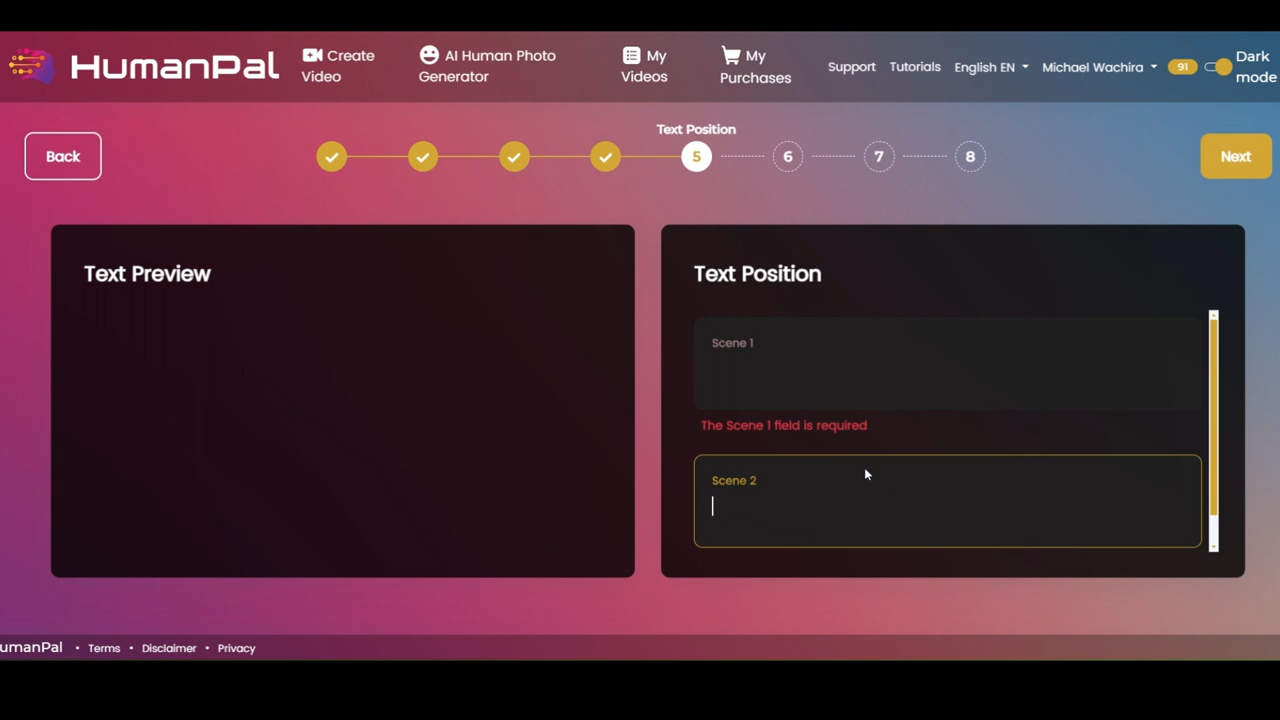 HumanPal
Create Video
AI Human Photo Generator
My Videos
My Purchases
Support
Tutorials
English EN
Michael Wachira
91
Dark mode
Back
Text Position
5
6
7
8
Next
Text Preview
Text Position
Scene 1
The Scene 1 field is required
Scene 2
umanPal • Terms • Disclaimer • Privacy